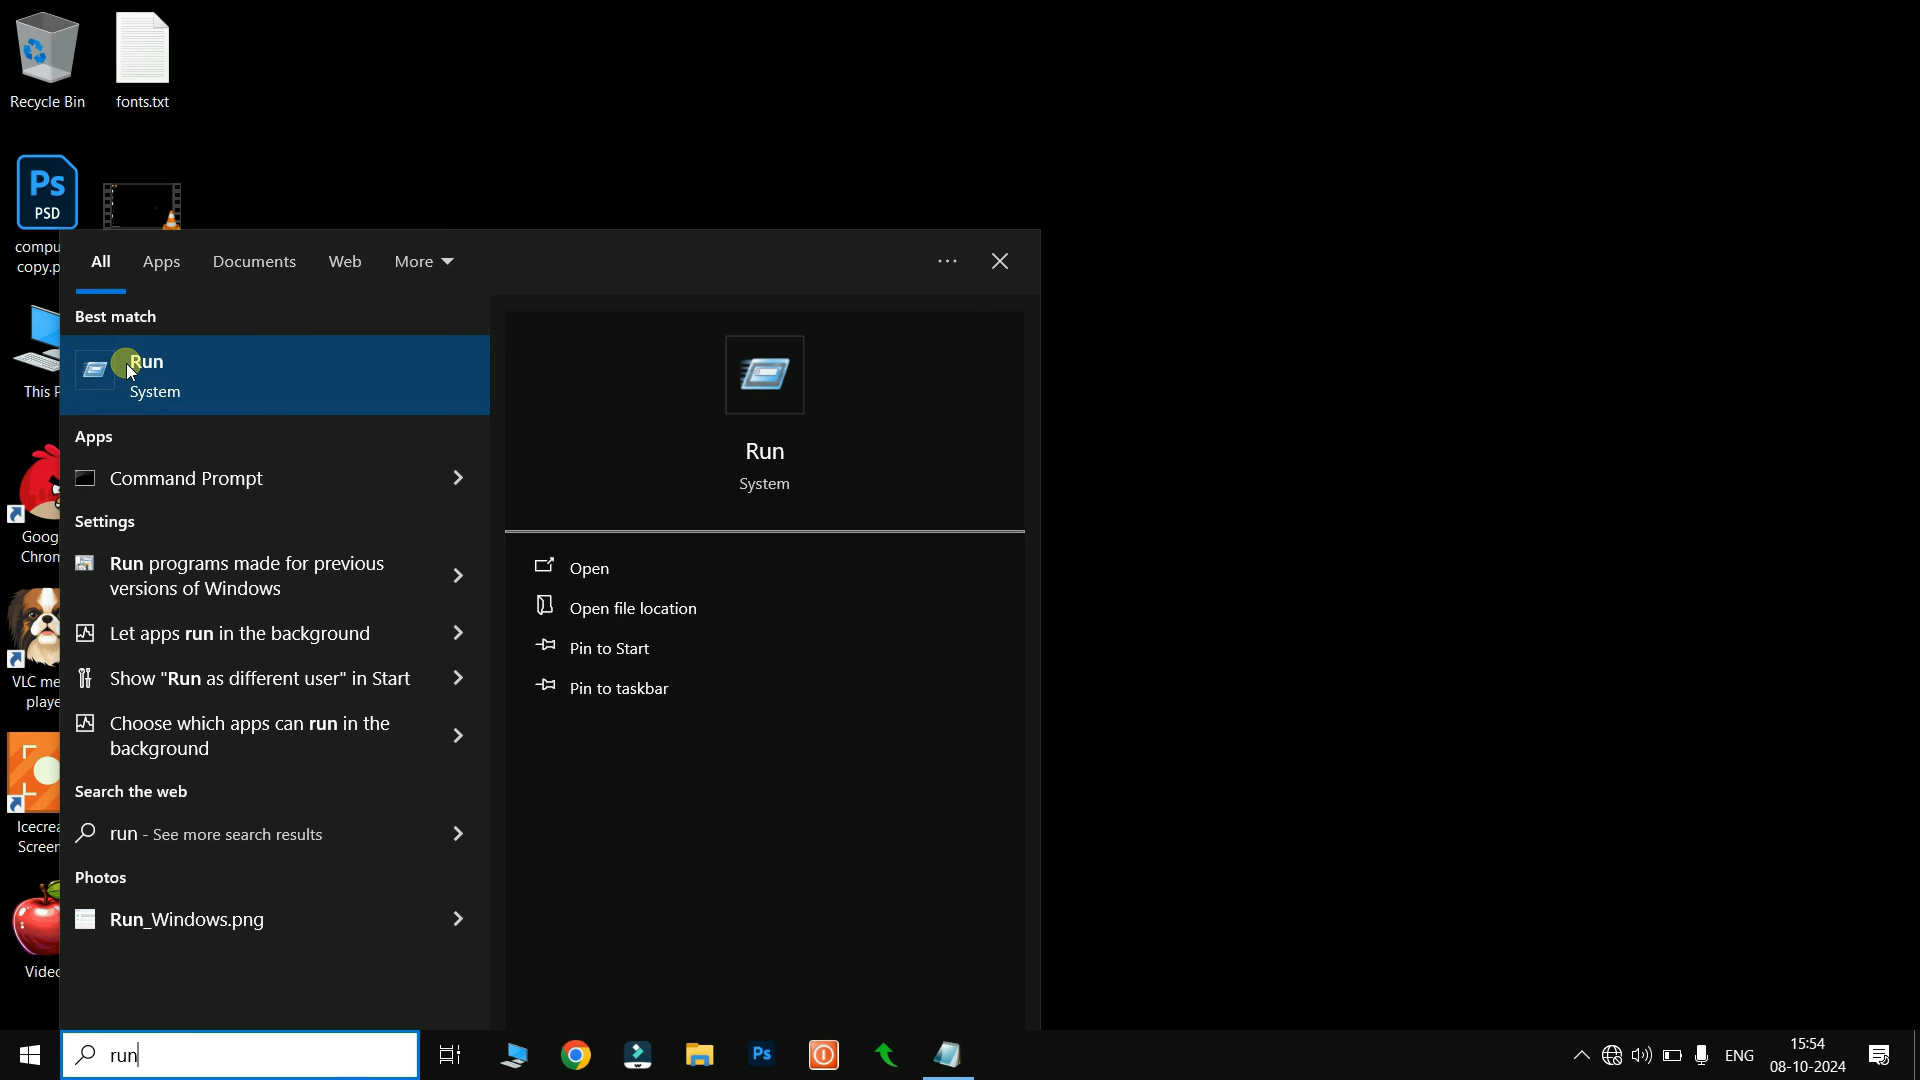 Recycle Bin
fonts.txt
Ps
PSD
compu
copy.p
This P
Goog
Chron
VLC me
playe
Icecrea
Screen
Video
All
Apps
Documents
Web
More
Best match
Run
System
Apps
Command Prompt
Settings
Run programs made for previous
versions of Windows
Let apps run in the background
Show "Run as different user" in Start
Choose which apps can run in the
background
Search the web
run - See more search results
Photos
Run_Windows.png
Run
System
Open
Open file location
Pin to Start
Pin to taskbar
run
Ps
ENG
15:54
08-10-2024